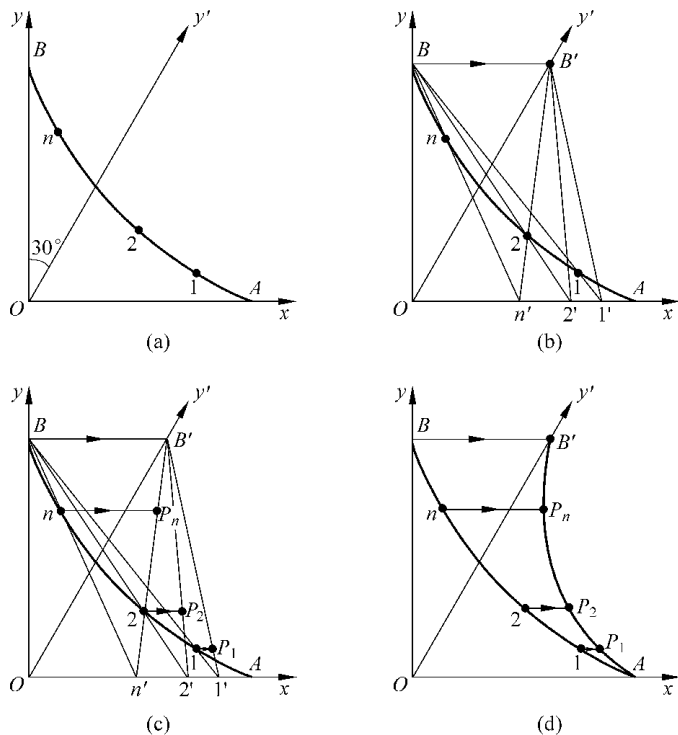 y
y′
B
n
30°
2
1
A
O
x
(a)
y
y′
B
B′
n
2
1
A
O
n′
2′
1′
x
(b)
y
y′
B
B′
n
Pₙ
2
P₂
1
P₁
A
O
n′
2′
1′
x
(c)
y
y′
B
B′
n
Pₙ
2
P₂
1
P₁
A
O
x
(d)